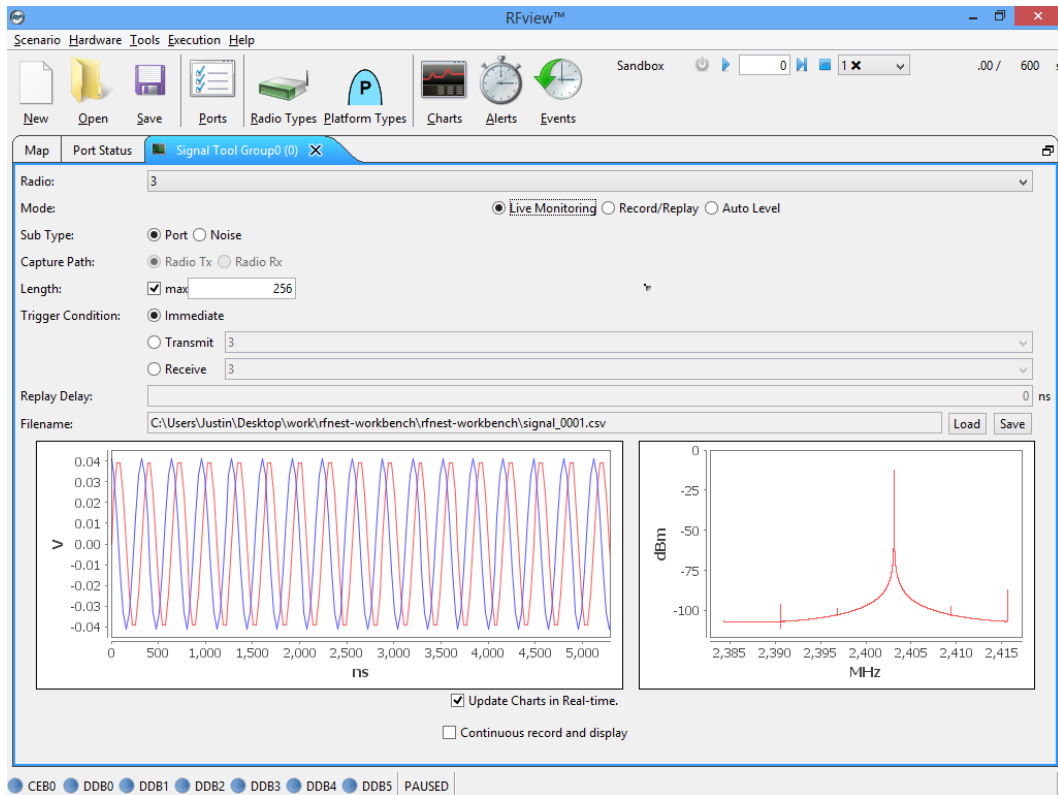 RFview™
Scenario Hardware Tools Execution Help
New Open Save Ports Radio Types Platform Types Charts Alerts Events
Sandbox 0 1 ✕ .00 / 600 s
Map Port Status Signal Tool Group0 (0)
Radio: 3
Mode: Live Monitoring Record/Replay Auto Level
Sub Type: Port Noise
Capture Path: Radio Tx Radio Rx
Length: max 256
Trigger Condition: Immediate
Transmit 3
Receive 3
Replay Delay: 0 ns
Filename: C:\Users\Justin\Desktop\work\rfnest-workbench\rfnest-workbench\signal_0001.csv Load Save
V
0.04
0.03
0.02
0.01
0.00
-0.01
-0.02
-0.03
-0.04
0 500 1,000 1,500 2,000 2,500 3,000 3,500 4,000 4,500 5,000
ns
dBm
0
-25
-50
-75
-100
2,385 2,390 2,395 2,400 2,405 2,410 2,415
MHz
Update Charts in Real-time.
Continuous record and display
CEB0 DDB0 DDB1 DDB2 DDB3 DDB4 DDB5 PAUSED